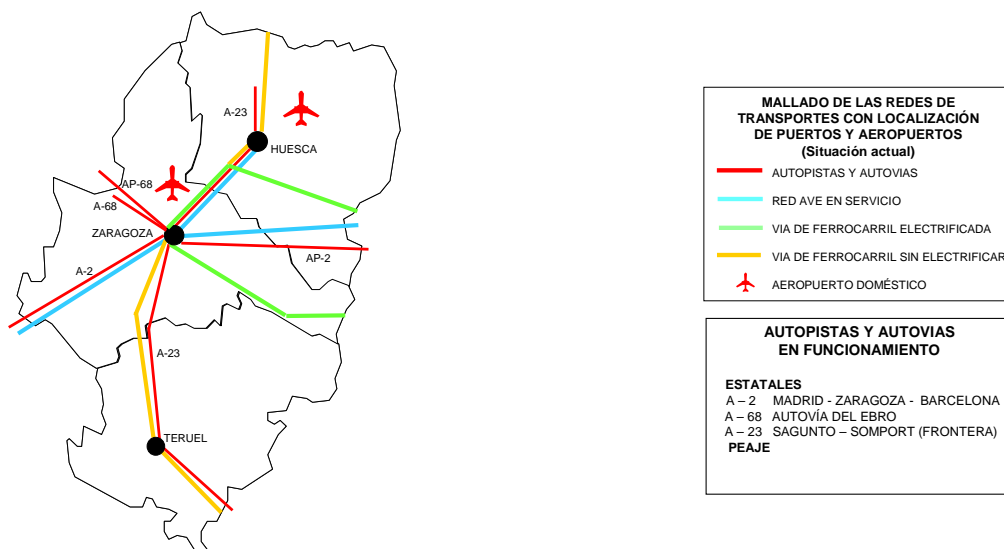 A-23
HUESCA
AP-68
A-68
ZARAGOZA
A-2
AP-2
A-23
TERUEL
MALLADO DE LAS REDES DE
TRANSPORTES CON LOCALIZACIÓN
DE PUERTOS Y AEROPUERTOS
(Situación actual)
AUTOPISTAS Y AUTOVIAS
RED AVE EN SERVICIO
VIA DE FERROCARRIL ELECTRIFICADA
VIA DE FERROCARRIL SIN ELECTRIFICAR
AEROPUERTO DOMÉSTICO
AUTOPISTAS Y AUTOVIAS
EN FUNCIONAMIENTO
ESTATALES
A – 2 MADRID - ZARAGOZA - BARCELONA
A – 68 AUTOVÍA DEL EBRO
A – 23 SAGUNTO – SOMPORT (FRONTERA)
PEAJE